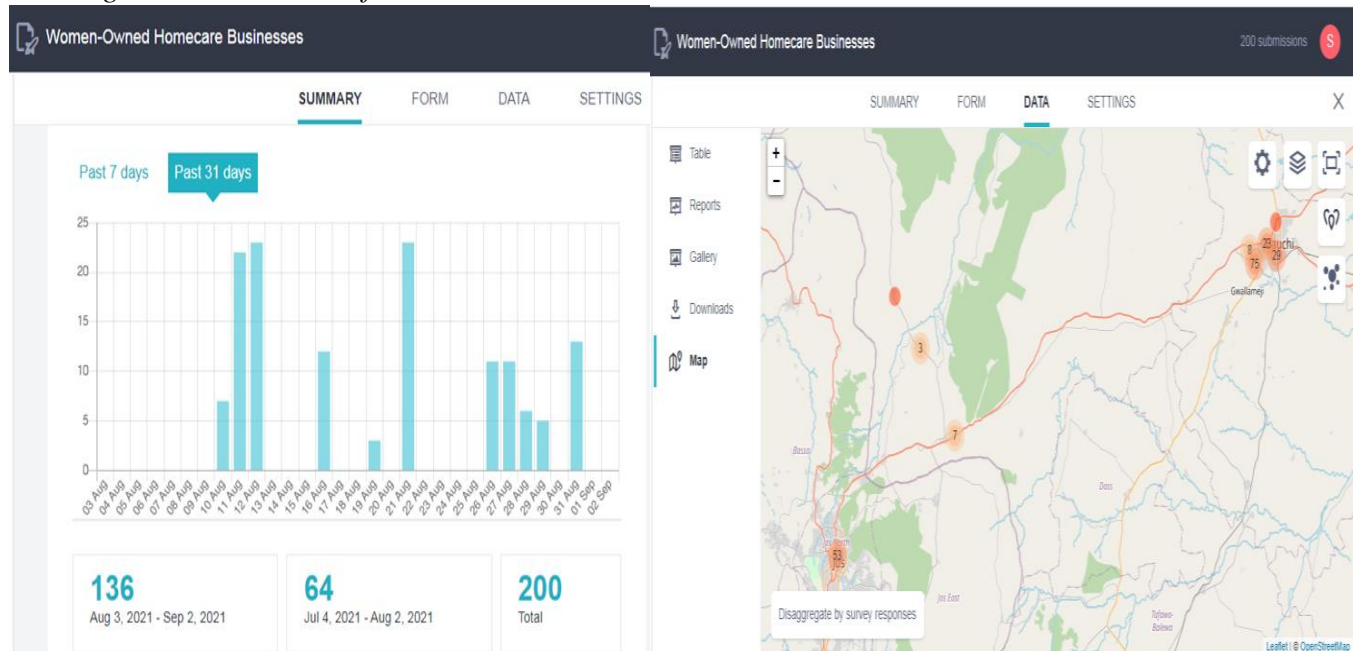 Women-Owned Homecare Businesses
SUMMARY FORM DATA SETTINGS
Past 7 days Past 31 days
25
20
15
10
5
0
03 Aug 04 Aug 05 Aug 06 Aug 07 Aug 08 Aug 09 Aug 10 Aug 11 Aug 12 Aug 13 Aug 14 Aug 15 Aug 16 Aug 17 Aug 18 Aug 19 Aug 20 Aug 21 Aug 22 Aug 23 Aug 24 Aug 25 Aug 26 Aug 27 Aug 28 Aug 29 Aug 30 Aug 31 Aug 01 Sep 02 Sep
136
Aug 3, 2021 - Sep 2, 2021
64
Jul 4, 2021 - Aug 2, 2021
200
Total
Women-Owned Homecare Businesses 200 submissions S
SUMMARY FORM DATA SETTINGS X
Table
Reports
Gallery
Downloads
Map
+
-
8 23 uchi
75 29
Gwallameji
3
7
Bassa
Dass
53
Jos
Jos East
Tafawa-
Balewa
Disaggregate by survey responses
Leaflet | © OpenStreetMap